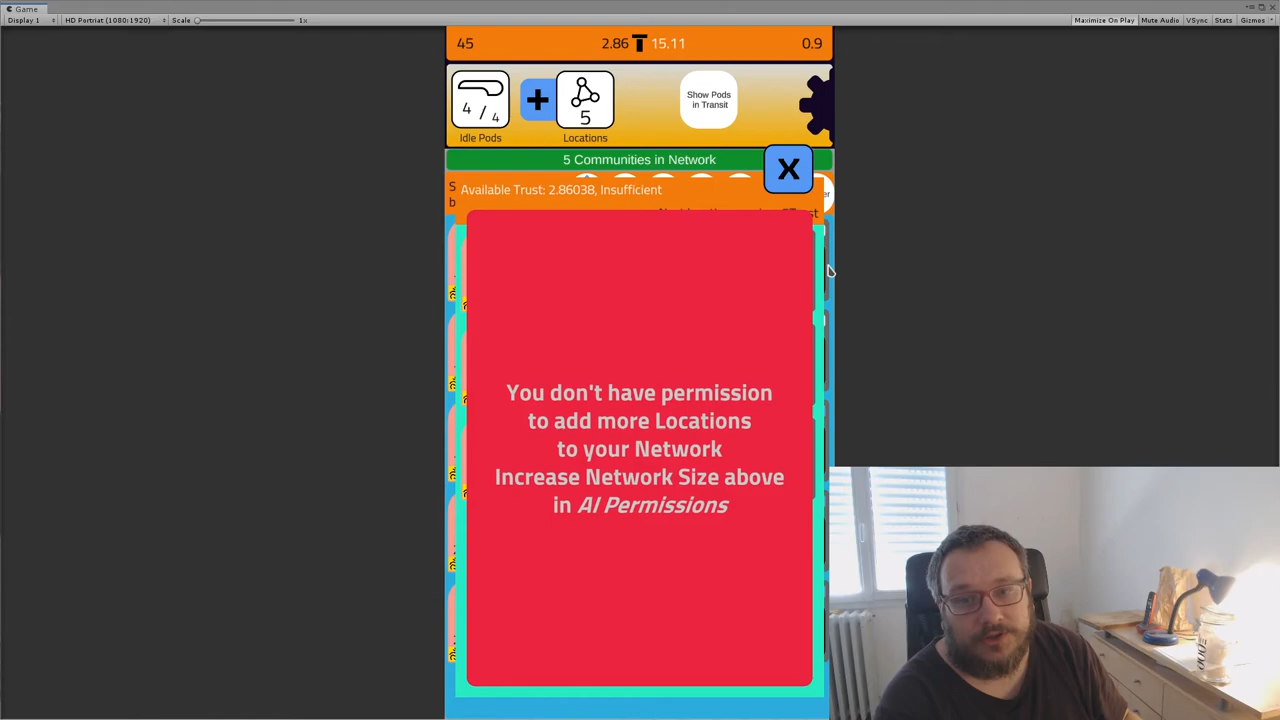 Game
Display 1
HD Portriat (1080:1920)
Scale
1x
Maximize On Play
Mute Audio
VSync
Stats
Gizmos
45
2.86
15.11
0.9
4 / 4
Idle Pods
+
5
Locations
Show Pods
in Transit
5 Communities in Network
X
Available Trust: 2.86038, Insufficient
You don't have permission
to add more Locations
to your Network
Increase Network Size above
in AI Permissions